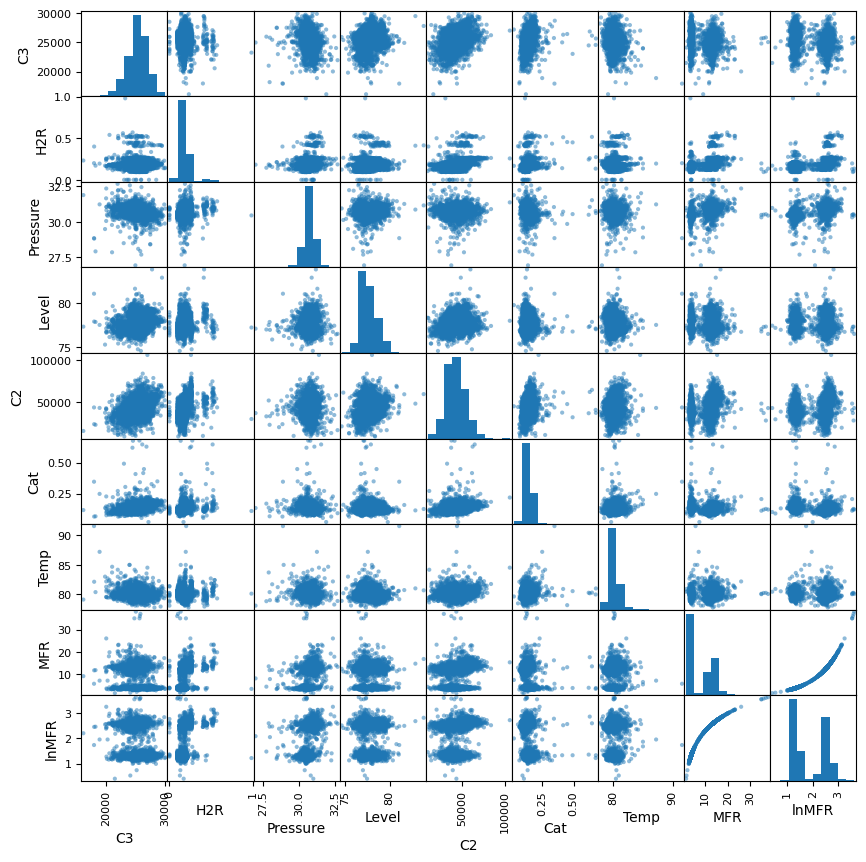 C3
30000
25000
20000
H2R
1.0
0.5
0.0
Pressure
32.5
30.0
27.5
Level
80
75
C2
100000
50000
Cat
0.50
0.25
Temp
90
85
80
MFR
30
20
10
lnMFR
3
2
1
20000
30000
0
1
27.5
30.0
32.5
75
80
50000
100000
0.25
0.50
80
90
10
20
30
1
2
3
C3
H2R
Pressure
Level
C2
Cat
Temp
MFR
lnMFR